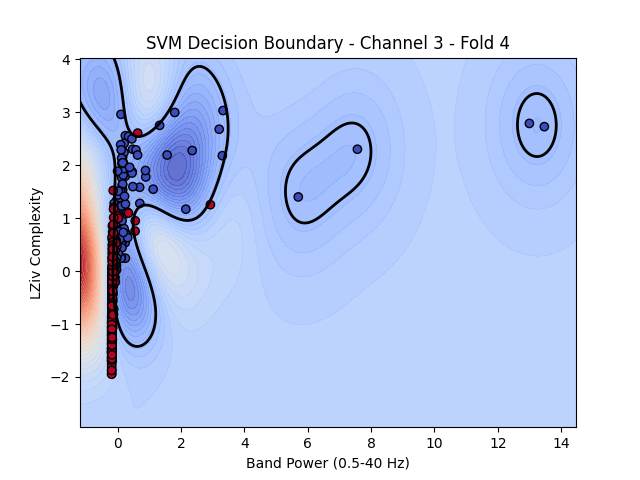 SVM Decision Boundary - Channel 3 - Fold 4
4
3
2
1
0
−1
−2
LZiv Complexity
0 2 4 6 8 10 12 14
Band Power (0.5-40 Hz)